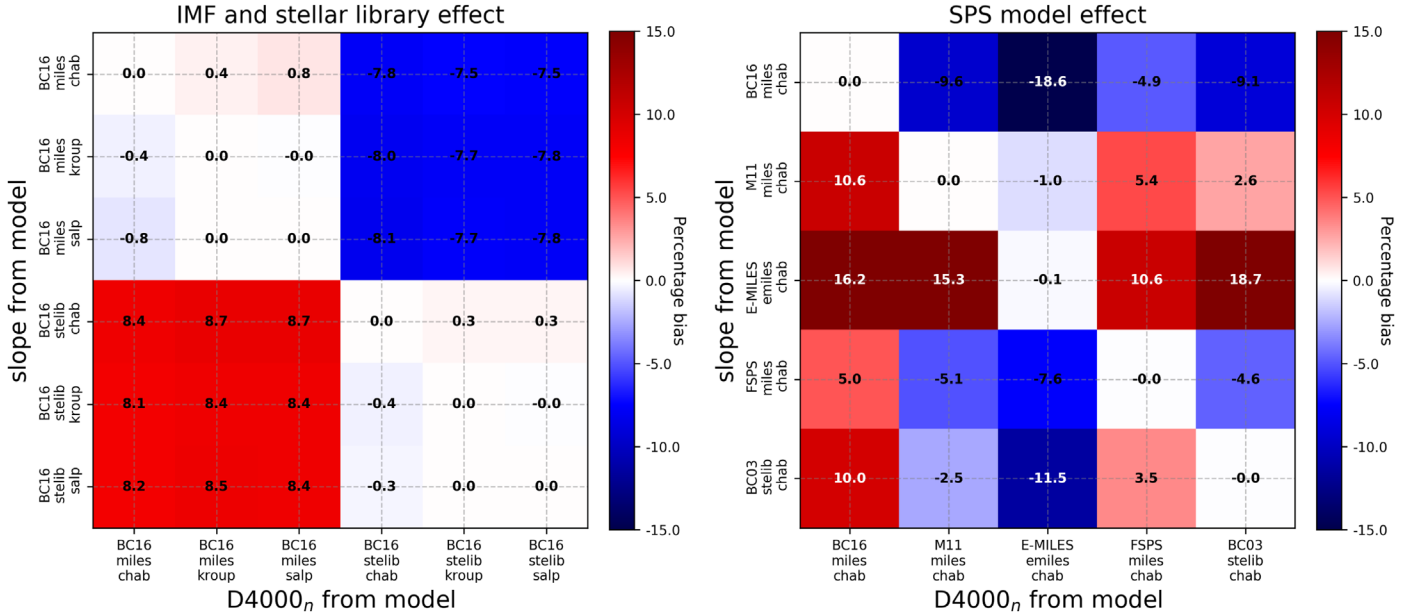 IMF and stellar library effect
slope from model
BC16 miles chab
0.0 0.4 0.8 -7.8 -7.5 -7.5
BC16 miles kroup
-0.4 0.0 -0.0 -8.0 -7.7 -7.8
BC16 miles salp
-0.8 0.0 0.0 -8.1 -7.7 -7.8
BC16 stelib chab
8.4 8.7 8.7 0.0 0.3 0.3
BC16 stelib kroup
8.1 8.4 8.4 -0.4 0.0 -0.0
BC16 stelib salp
8.2 8.5 8.4 -0.3 0.0 0.0
BC16 BC16 BC16 BC16 BC16 BC16
miles miles miles stelib stelib stelib
chab kroup salp chab kroup salp
D4000n from model
15.0
10.0
5.0
0.0
-5.0
-10.0
-15.0
Percentage bias
SPS model effect
slope from model
BC16 miles chab
0.0 -9.6 -18.6 -4.9 -9.1
M11 miles chab
10.6 0.0 -1.0 5.4 2.6
E-MILES emiles chab
16.2 15.3 -0.1 10.6 18.7
FSPS miles chab
5.0 -5.1 -7.6 -0.0 -4.6
BC03 stelib chab
10.0 -2.5 -11.5 3.5 -0.0
BC16 M11 E-MILES FSPS BC03
miles miles emiles miles stelib
chab chab chab chab chab
D4000n from model
15.0
10.0
5.0
0.0
-5.0
-10.0
-15.0
Percentage bias